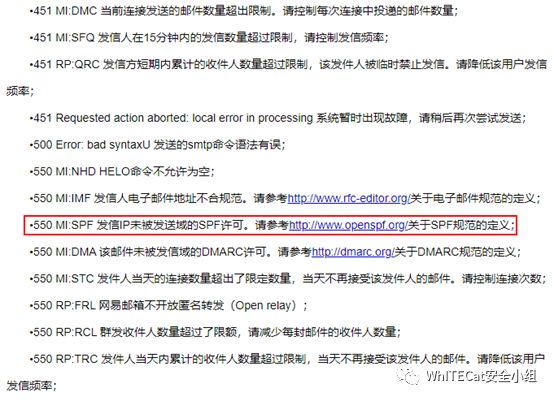 •451 MI:DMC 当前连接发送的邮件数量超出限制。请控制每次连接中投递的邮件数量;
•451 MI:SFQ 发信人在15分钟内的发信数量超过限制，请控制发信频率;
•451 RP:QRC 发信方短期内累计的收件人数量超过限制，该发件人被临时禁止发信。请降低该用户发信
频率;
•451 Requested action aborted: local error in processing 系统暂时出现故障，请稍后再次尝试发送;
•500 Error: bad syntaxU 发送的smtp命令语法有误;
•550 MI:NHD HELO命令不允许为空;
•550 MI:IMF 发信人电子邮件地址不合规范。请参考http://www.rfc-editor.org/关于电子邮件规范的定义;
•550 MI:SPF 发信IP未被发送域的SPF许可。请参考http://www.openspf.org/关于SPF规范的定义;
•550 MI:DMA 该邮件未被发信域的DMARC许可。请参考http://dmarc.org/关于DMARC规范的定义;
•550 MI:STC 发件人当天的连接数量超出了限定数量，当天不再接受该发件人的邮件。请控制连接次数;
•550 RP:FRL 网易邮箱不开放匿名转发（Open relay）;
•550 RP:RCL 群发收件人数量超过了限额，请减少每封邮件的收件人数量;
•550 RP:TRC 发件人当天内累计的收件人数量超过限制，当天不再接受该发件人的邮件。请降低该用户
发信频率;
WhITECat安全小组